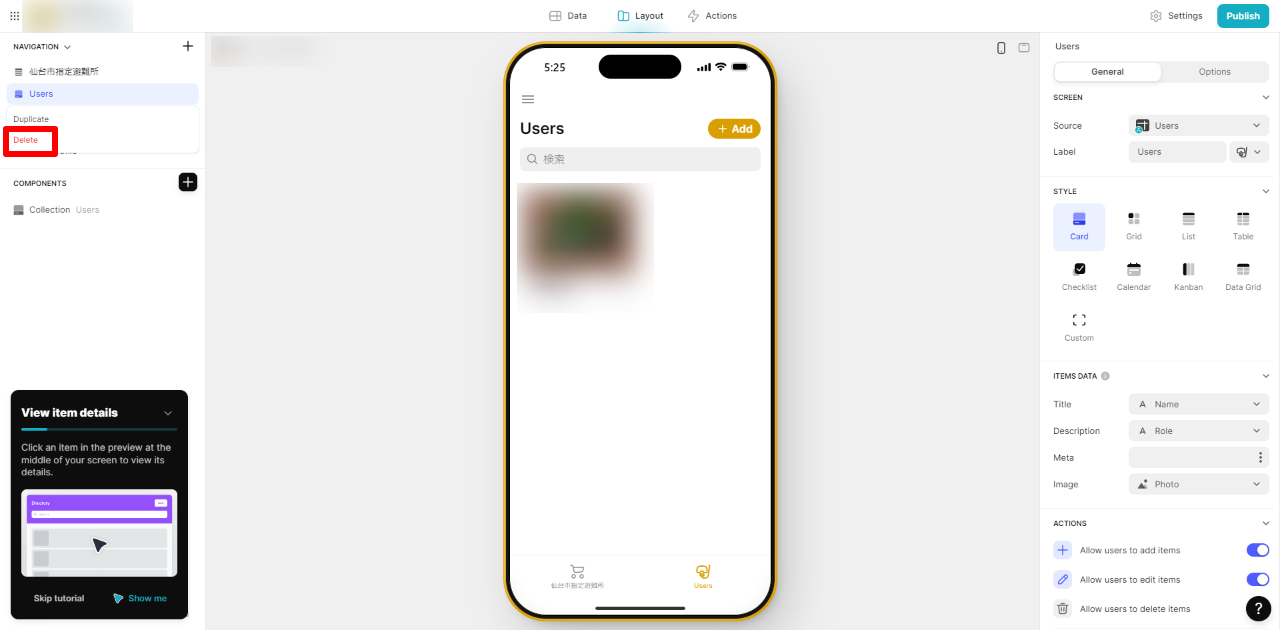 Data
Layout
Actions
Settings
Publish
NAVIGATION
仙台市指定避難所
Users
Duplicate
Delete
COMPONENTS
Collection Users
View item details
Click an item in the preview at the
middle of your screen to view its
details.
Directory
Skip tutorial
Show me
5:25
Users
+ Add
検索
仙台市指定避難所
Users
Users
General
Options
SCREEN
Source
Users
Label
Users
STYLE
Card
Grid
List
Table
Checklist
Calendar
Kanban
Data Grid
Custom
ITEMS DATA
Title
A Name
Description
A Role
Meta
Image
Photo
ACTIONS
Allow users to add items
Allow users to edit items
Allow users to delete items
?